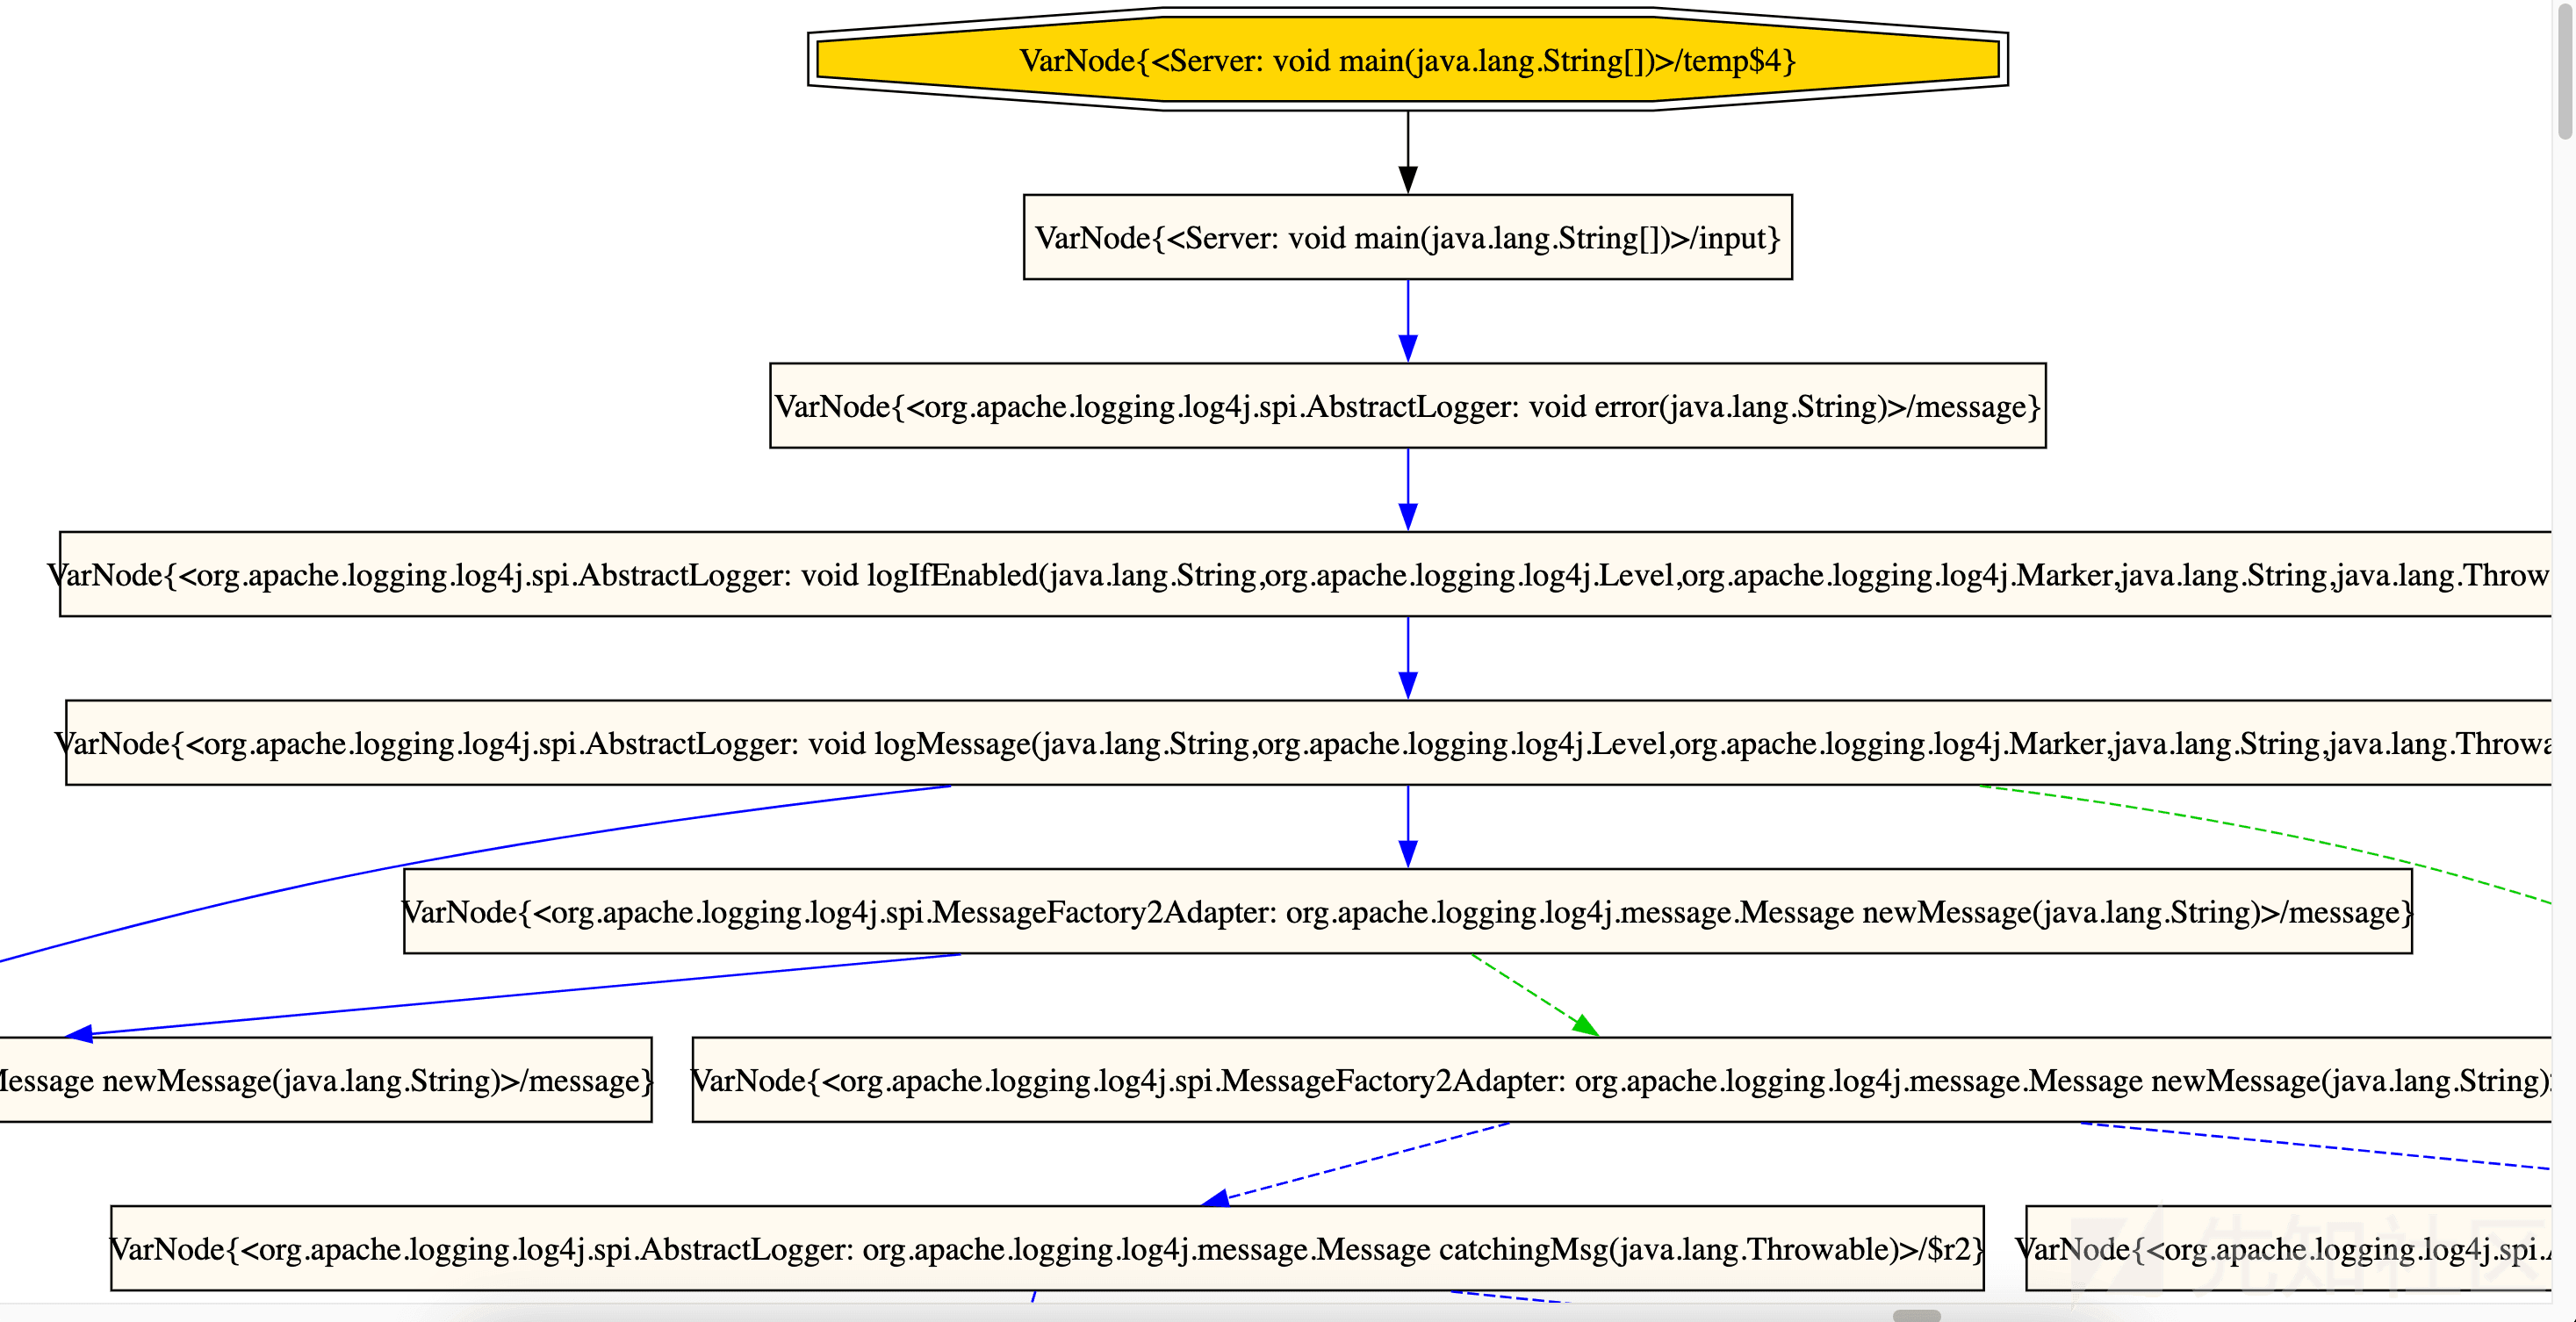 VarNode{<Server: void main(java.lang.String[])>/temp$4}
VarNode{<Server: void main(java.lang.String[])>/input}
VarNode{<org.apache.logging.log4j.spi.AbstractLogger: void error(java.lang.String)>/message}
VarNode{<org.apache.logging.log4j.spi.AbstractLogger: void logIfEnabled(java.lang.String,org.apache.logging.log4j.Level,org.apache.logging.log4j.Marker,java.lang.String,java.lang.Throw
VarNode{<org.apache.logging.log4j.spi.AbstractLogger: void logMessage(java.lang.String,org.apache.logging.log4j.Level,org.apache.logging.log4j.Marker,java.lang.String,java.lang.Throwa
VarNode{<org.apache.logging.log4j.spi.MessageFactory2Adapter: org.apache.logging.log4j.message.Message newMessage(java.lang.String)>/message}
Message newMessage(java.lang.String)>/message}
VarNode{<org.apache.logging.log4j.spi.MessageFactory2Adapter: org.apache.logging.log4j.message.Message newMessage(java.lang.String)
VarNode{<org.apache.logging.log4j.spi.AbstractLogger: org.apache.logging.log4j.message.Message catchingMsg(java.lang.Throwable)>/$r2}
VarNode{<org.apache.logging.log4j.spi.A
先知社区